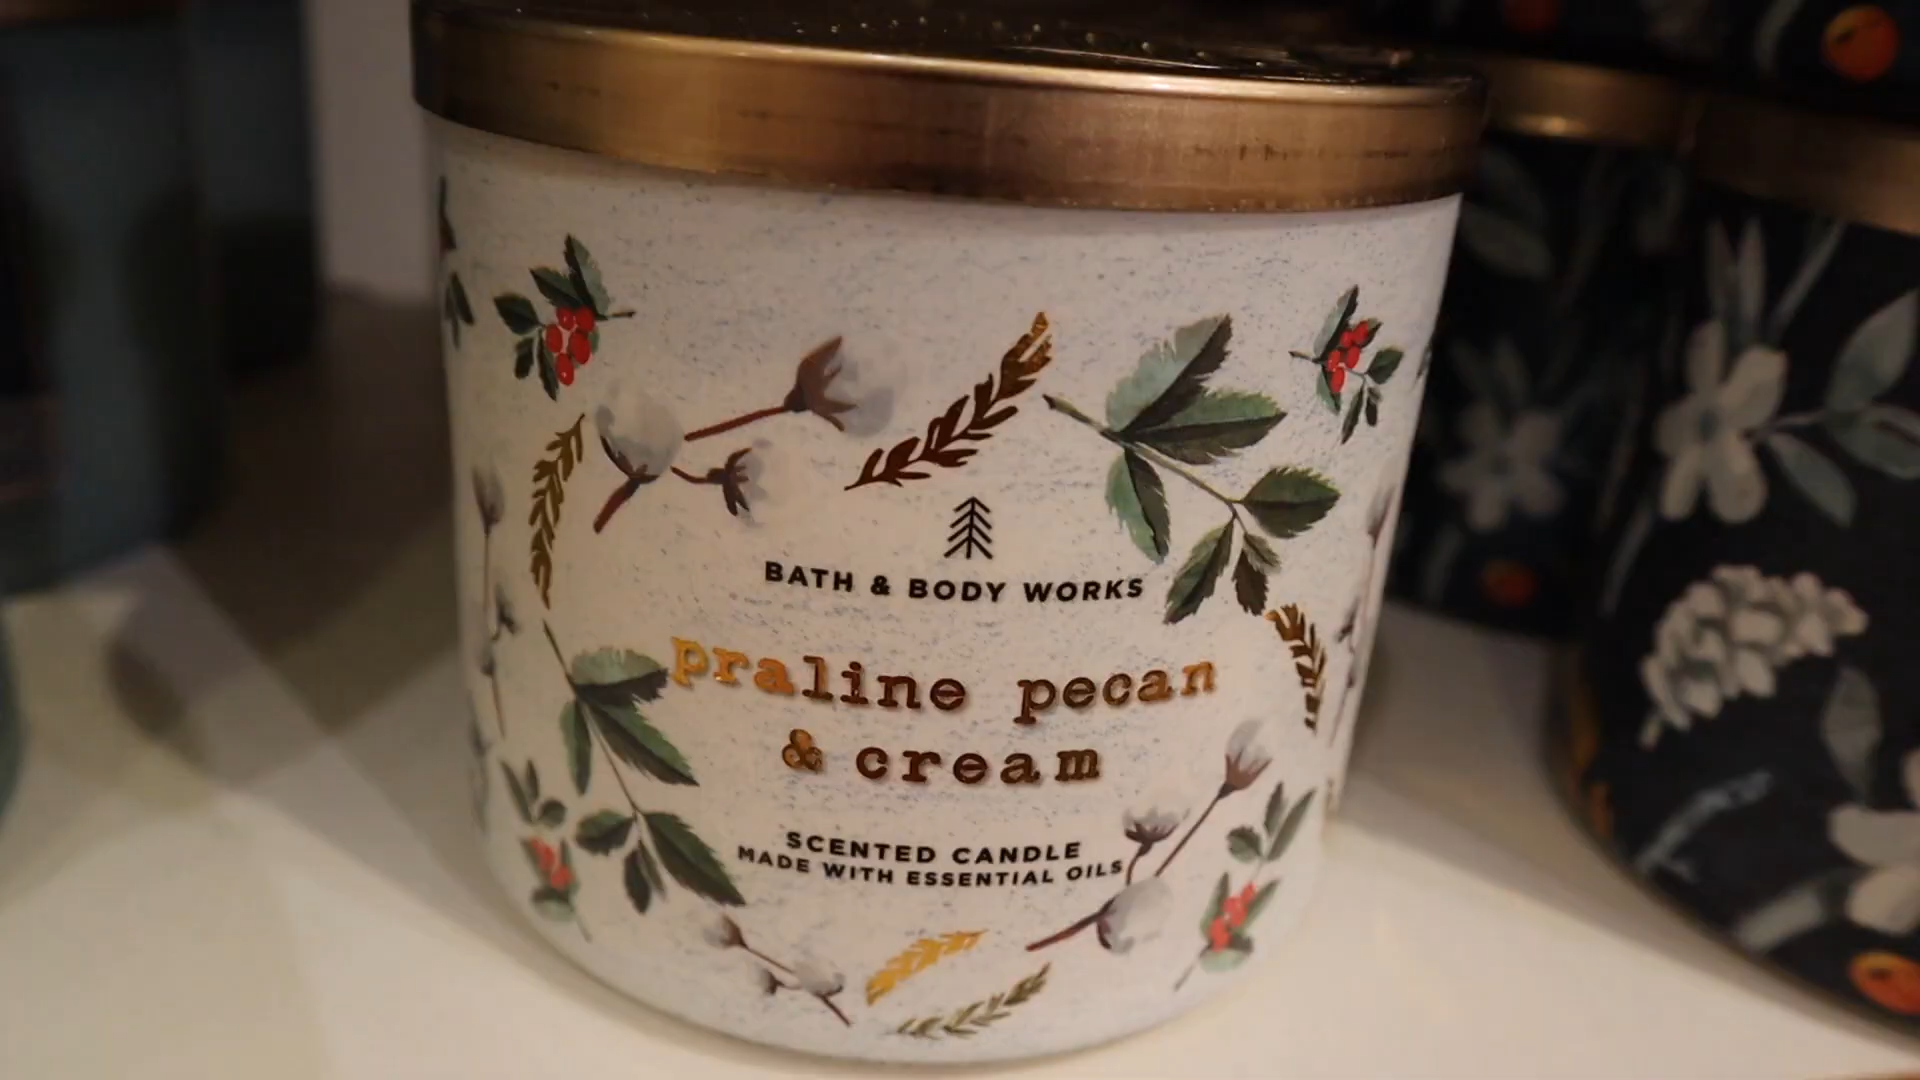 BATH & BODY WORKS
praline pecan
& cream
SCENTED CANDLE
MADE WITH ESSENTIAL OILS